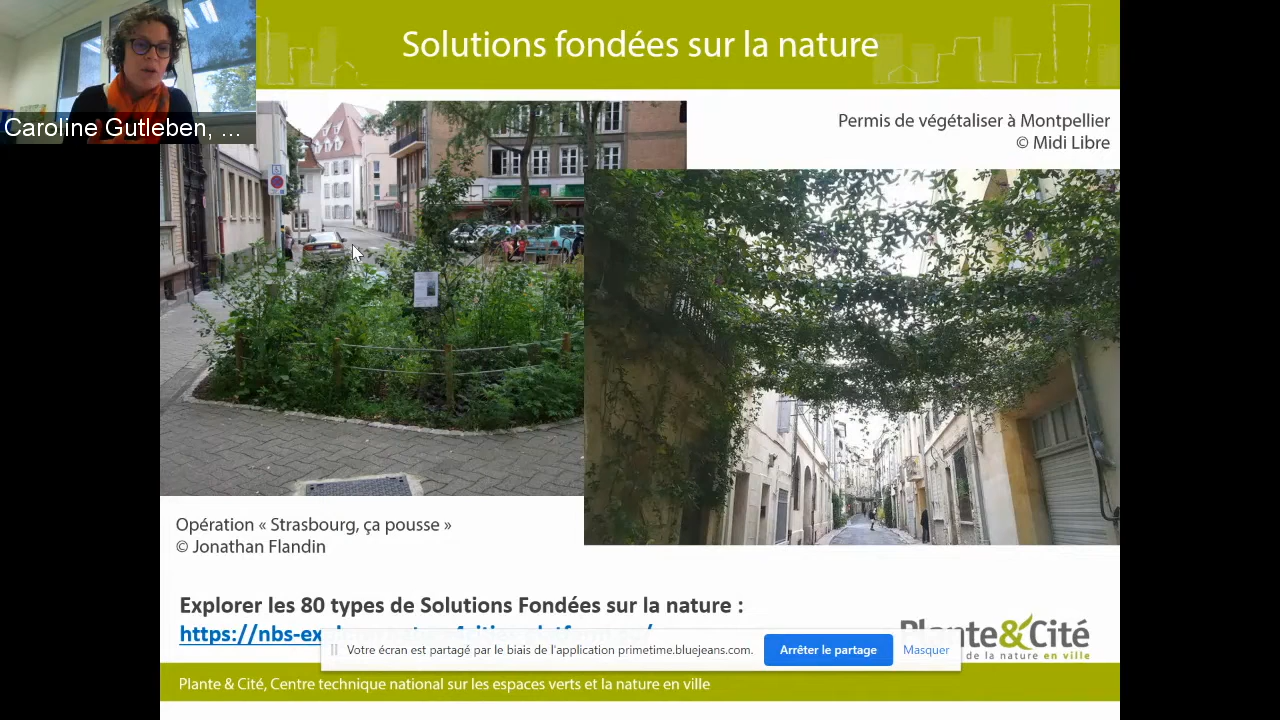 Solutions fondées sur la nature
Caroline Gutleben, ...
Permis de végétaliser à Montpellier
© Midi Libre
Opération « Strasbourg, ça pousse »
© Jonathan Flandin
Explorer les 80 types de Solutions Fondées sur la nature :
Plante&Cité
de la nature en ville
Votre écran est partagé par le biais de l'application primetime.bluejeans.com.
Arrêter le partage
Masquer
Plante & Cité, Centre technique national sur les espaces verts et la nature en ville